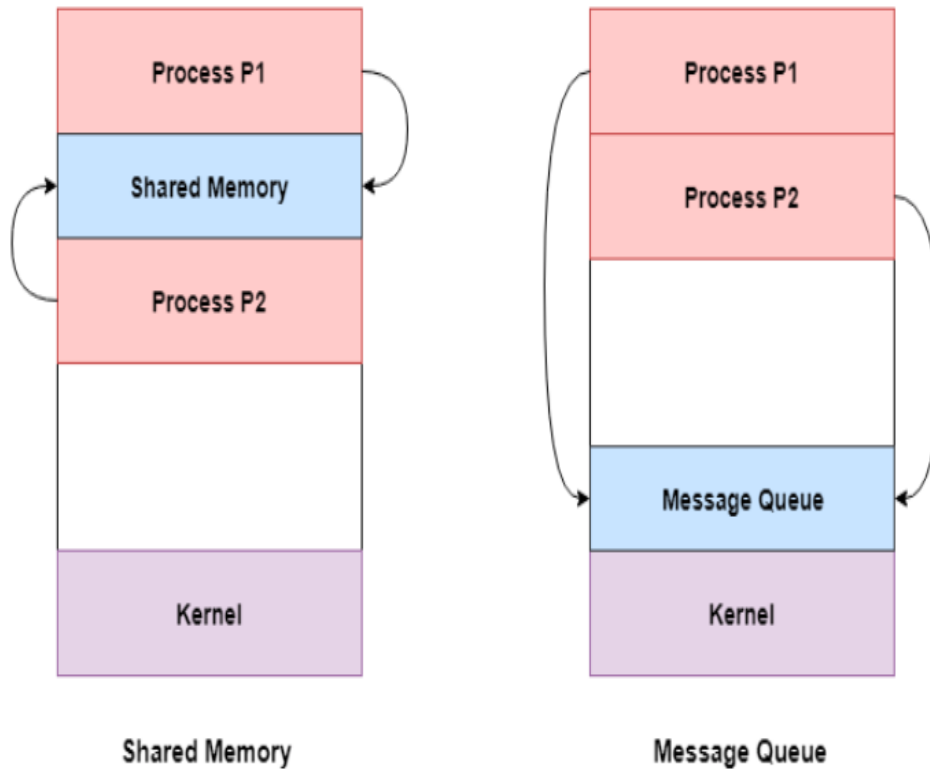 Process P1
Shared Memory
Process P2
Kernel
Shared Memory
Process P1
Process P2
Message Queue
Kernel
Message Queue